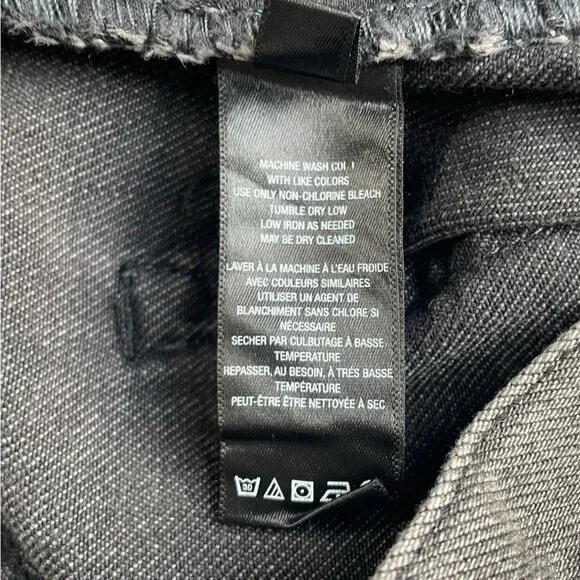 MACHINE WASH COLD
WITH LIKE COLORS
USE ONLY NON-CHLORINE BLEACH
TUMBLE DRY LOW
LOW IRON AS NEEDED
MAY BE DRY CLEANED
LAVER À LA MACHINE À L'EAU FROIDE
AVEC COULEURS SIMILAIRES
UTILISER UN AGENT DE
BLANCHIMENT SANS CHLORE SI
NÉCESSAIRE
SECHER PAR CULBUTAGE À BASSE
TEMPERATURE
REPASSER, AU BESOIN, À TRÈS BASSE
TEMPÉRATURE
PEUT-ÊTRE ÊTRE NETTOYÉE À SEC
30